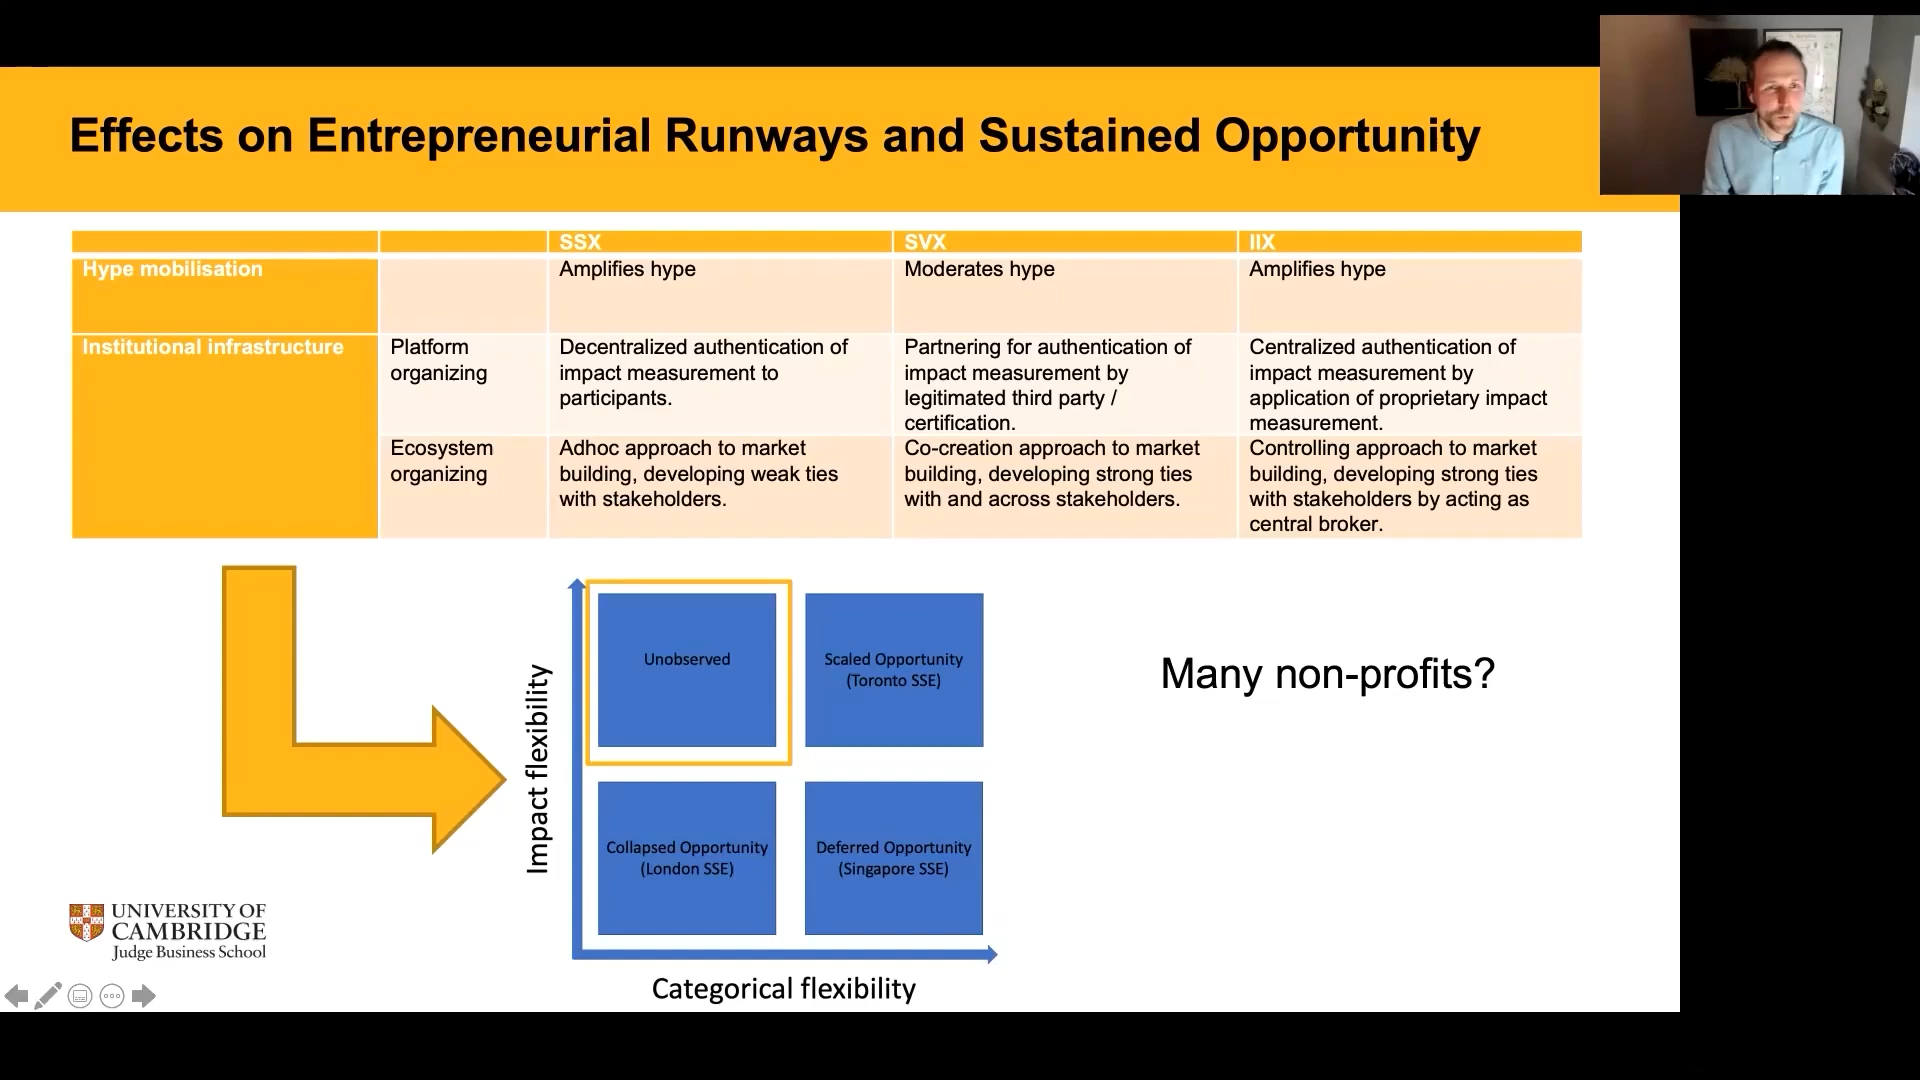 Effects on Entrepreneurial Runways and Sustained Opportunity
SSX
SVX
IIX
Hype mobilisation
Amplifies hype
Moderates hype
Amplifies hype
Institutional infrastructure
Platform
organizing
Decentralized authentication of
impact measurement to
participants.
Partnering for authentication of
impact measurement by
legitimated third party /
certification.
Centralized authentication of
impact measurement by
application of proprietary impact
measurement.
Ecosystem
organizing
Adhoc approach to market
building, developing weak ties
with stakeholders.
Co-creation approach to market
building, developing strong ties
with and across stakeholders.
Controlling approach to market
building, developing strong ties
with stakeholders by acting as
central broker.
Impact flexibility
Unobserved
Scaled Opportunity
(Toronto SSE)
Collapsed Opportunity
(London SSE)
Deferred Opportunity
(Singapore SSE)
Categorical flexibility
Many non-profits?
UNIVERSITY OF
CAMBRIDGE
Judge Business School